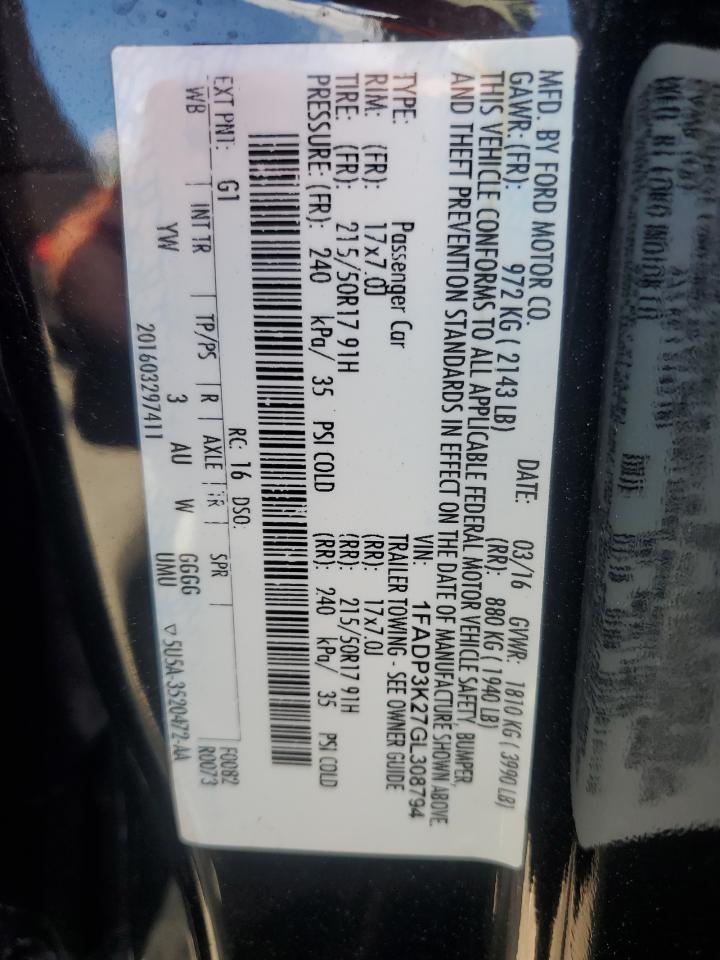 MFD. BY FORD MOTOR CO.
DATE: 03/16 GVWR: 1810 KG ( 3990 LB)
GAWR: (FR): 972 KG ( 2143 LB) (RR): 880 KG ( 1940 LB)
THIS VEHICLE CONFORMS TO ALL APPLICABLE FEDERAL MOTOR VEHICLE SAFETY, BUMPER,
AND THEFT PREVENTION STANDARDS IN EFFECT ON THE DATE OF MANUFACTURE SHOWN ABOVE.
VIN: 1FADP3K27GL308794
TYPE: Passenger Car TRAILER TOWING - SEE OWNER GUIDE
RIM: (FR): 17x7.0J (RR): 17x7.0J
TIRE: (FR): 215/50R17 91H (RR): 215/50R17 91H
PRESSURE: (FR): 240 kPa/ 35 PSI COLD (RR): 240 kPa/ 35 PSI COLD
EXT PNT: G1 RC: 16 DSO: F0082
WB INT TR TP/PS R AXLE TR SPR R0073
YW 3 AU W GGGG
UMU
201603297411 ▽5U5A-3520472-AA